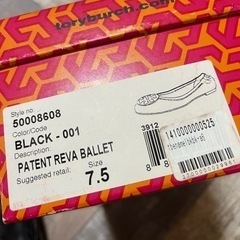 toryburch.com
Style no.
50008608
Color/Code
BLACK - 001
Description:
PATENT REVA BALLET
Suggested retail:
Size
7.5
3912
1410000000525